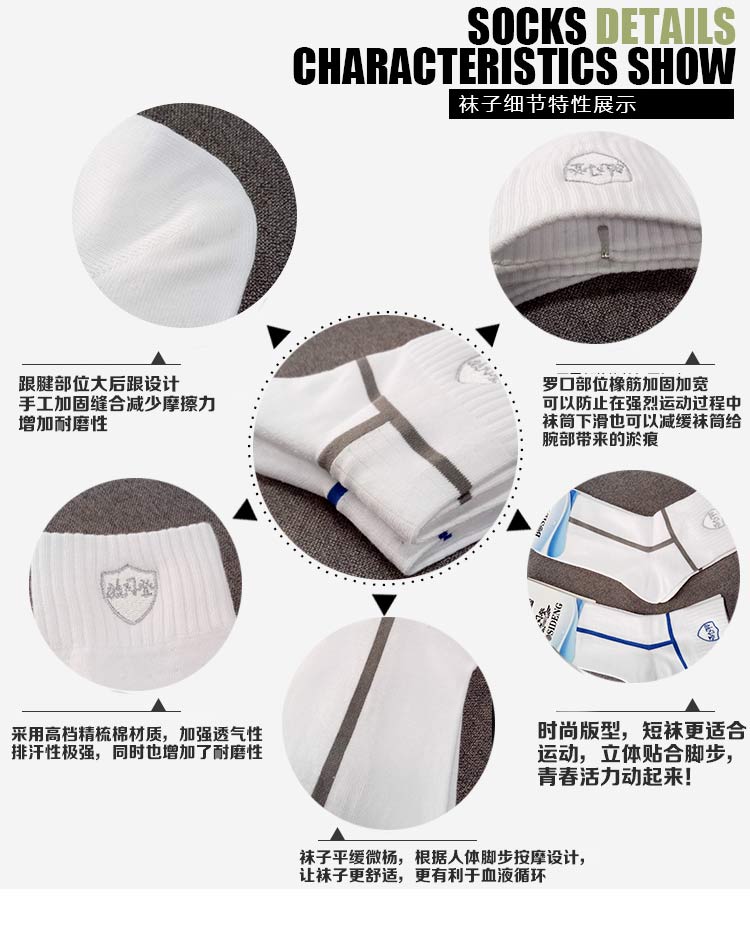 SOCKS DETAILS
CHARACTERISTICS SHOW
袜子细节特性展示
跟腱部位大后跟设计
手工加固缝合减少摩擦力
增加耐磨性
罗口部位橡筋加固加宽
可以防止在强烈运动过程中
袜筒下滑也可以减缓袜筒给
腕部带来的淤痕
采用高档精梳棉材质，加强透气性
排汗性极强，同时也增加了耐磨性
时尚版型，短袜更适合
运动，立体贴合脚步，
青春活力动起来！
袜子平缓微杨，根据人体脚步按摩设计，
让袜子更舒适，更有利于血液循环